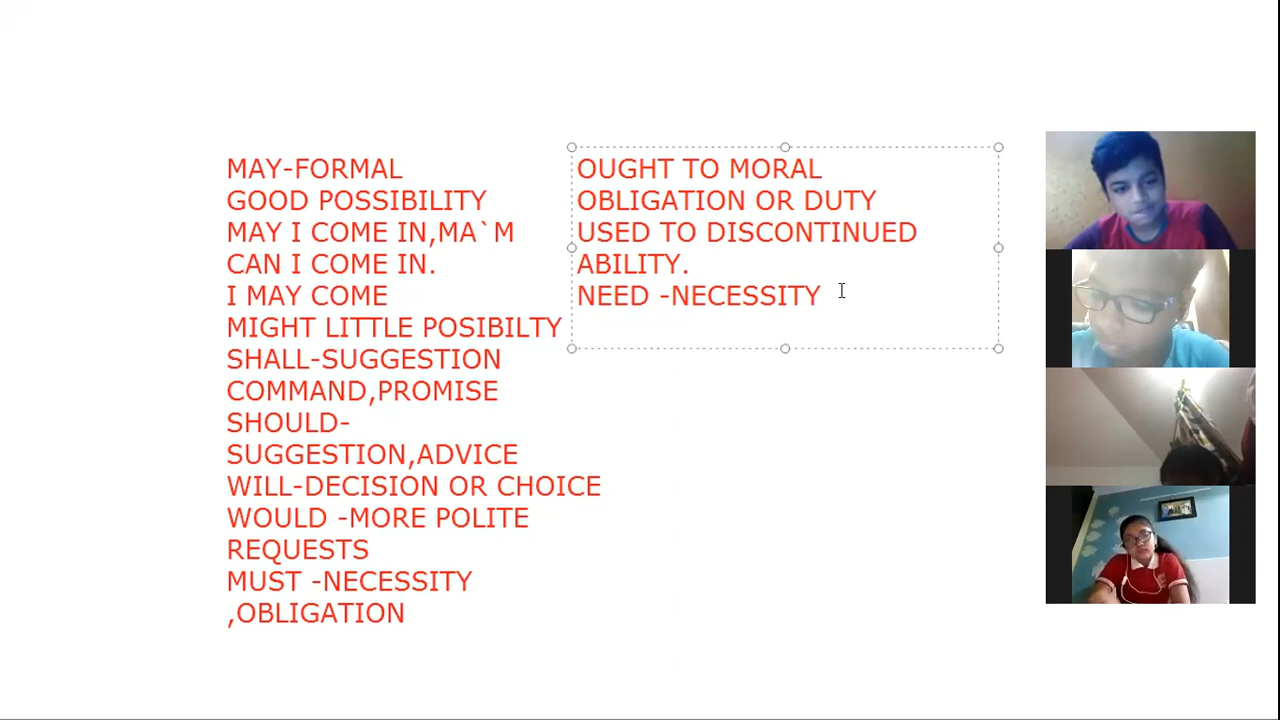 MAY-FORMAL
GOOD POSSIBILITY
MAY I COME IN,MA`M
CAN I COME IN.
I MAY COME
MIGHT LITTLE POSIBILTY
SHALL-SUGGESTION
COMMAND,PROMISE
SHOULD-
SUGGESTION,ADVICE
WILL-DECISION OR CHOICE
WOULD -MORE POLITE
REQUESTS
MUST -NECESSITY
,OBLIGATION
OUGHT TO MORAL
OBLIGATION OR DUTY
USED TO DISCONTINUED
ABILITY.
NEED -NECESSITY